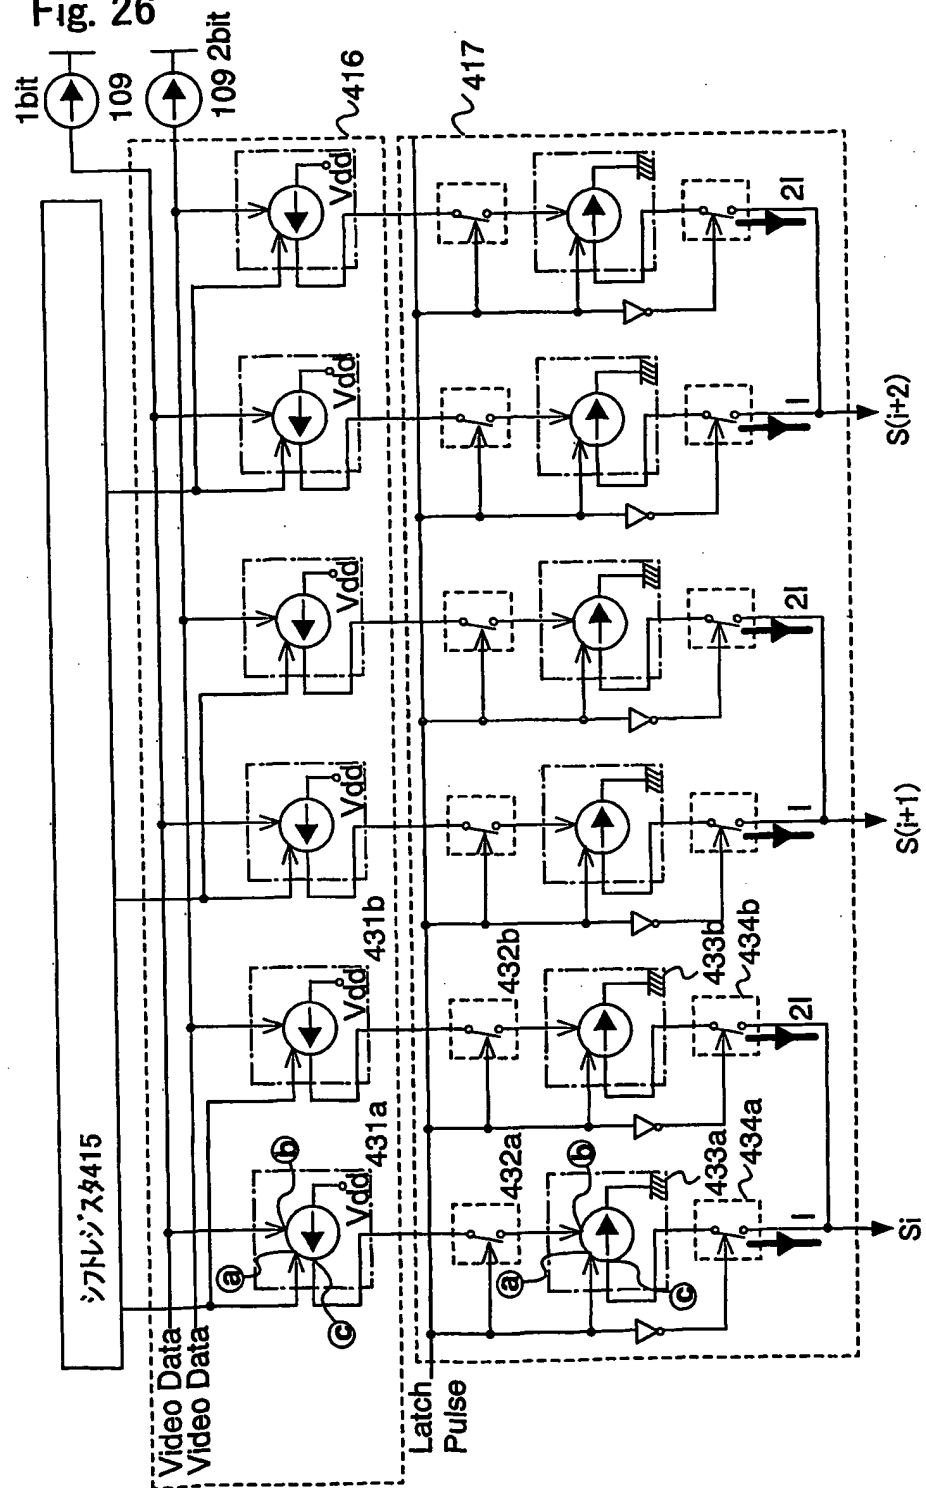 Fig. 26
1bit
109
109 2bit
シフトレジスタ415
416
417
Video Data
Video Data
Vdd
Vdd
Vdd
Vdd
Vdd
Vdd
ⓐ
ⓑ
ⓒ
431a
431b
Latch
Pulse
432a
432b
ⓐ
ⓑ
ⓒ
433a
433b
434a
434b
I
2I
I
2I
I
2I
Si
S(i+1)
S(i+2)